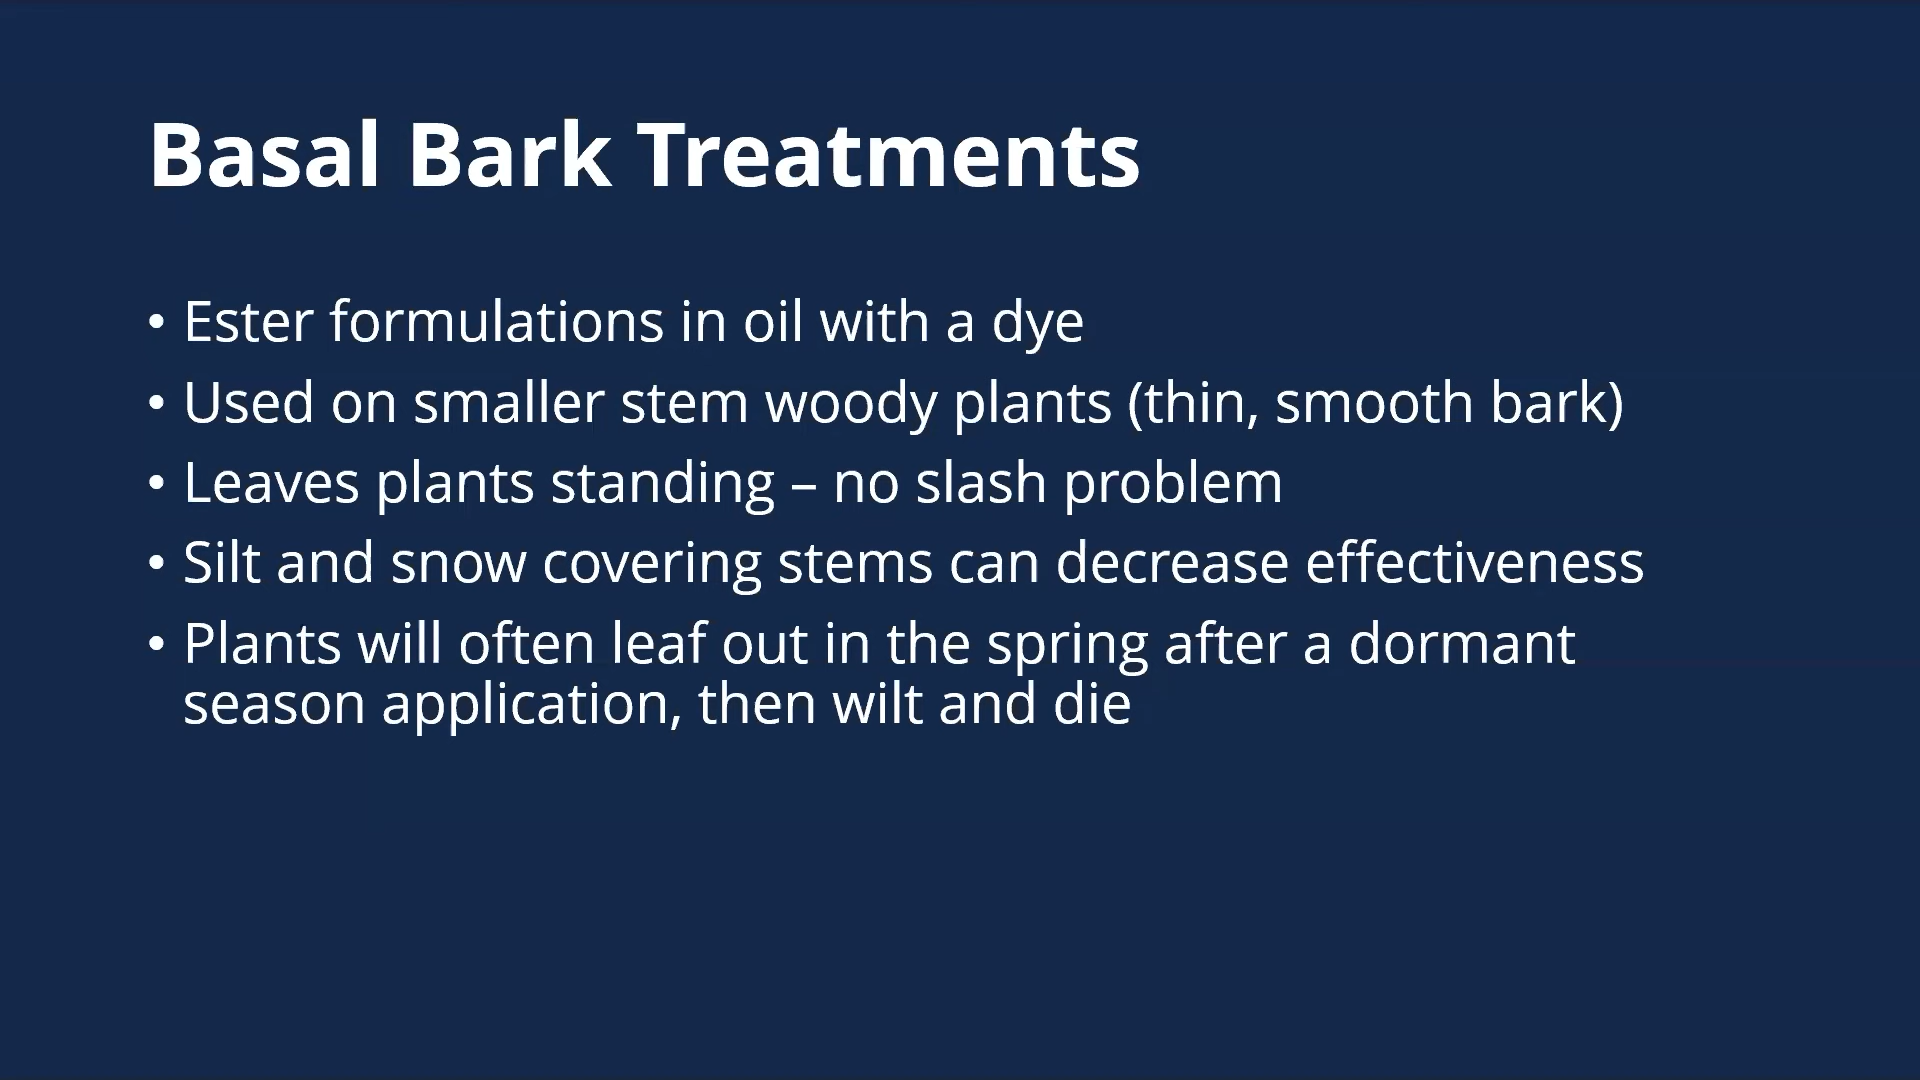 Basal Bark Treatments
• Ester formulations in oil with a dye
• Used on smaller stem woody plants (thin, smooth bark)
• Leaves plants standing – no slash problem
• Silt and snow covering stems can decrease effectiveness
• Plants will often leaf out in the spring after a dormant
season application, then wilt and die